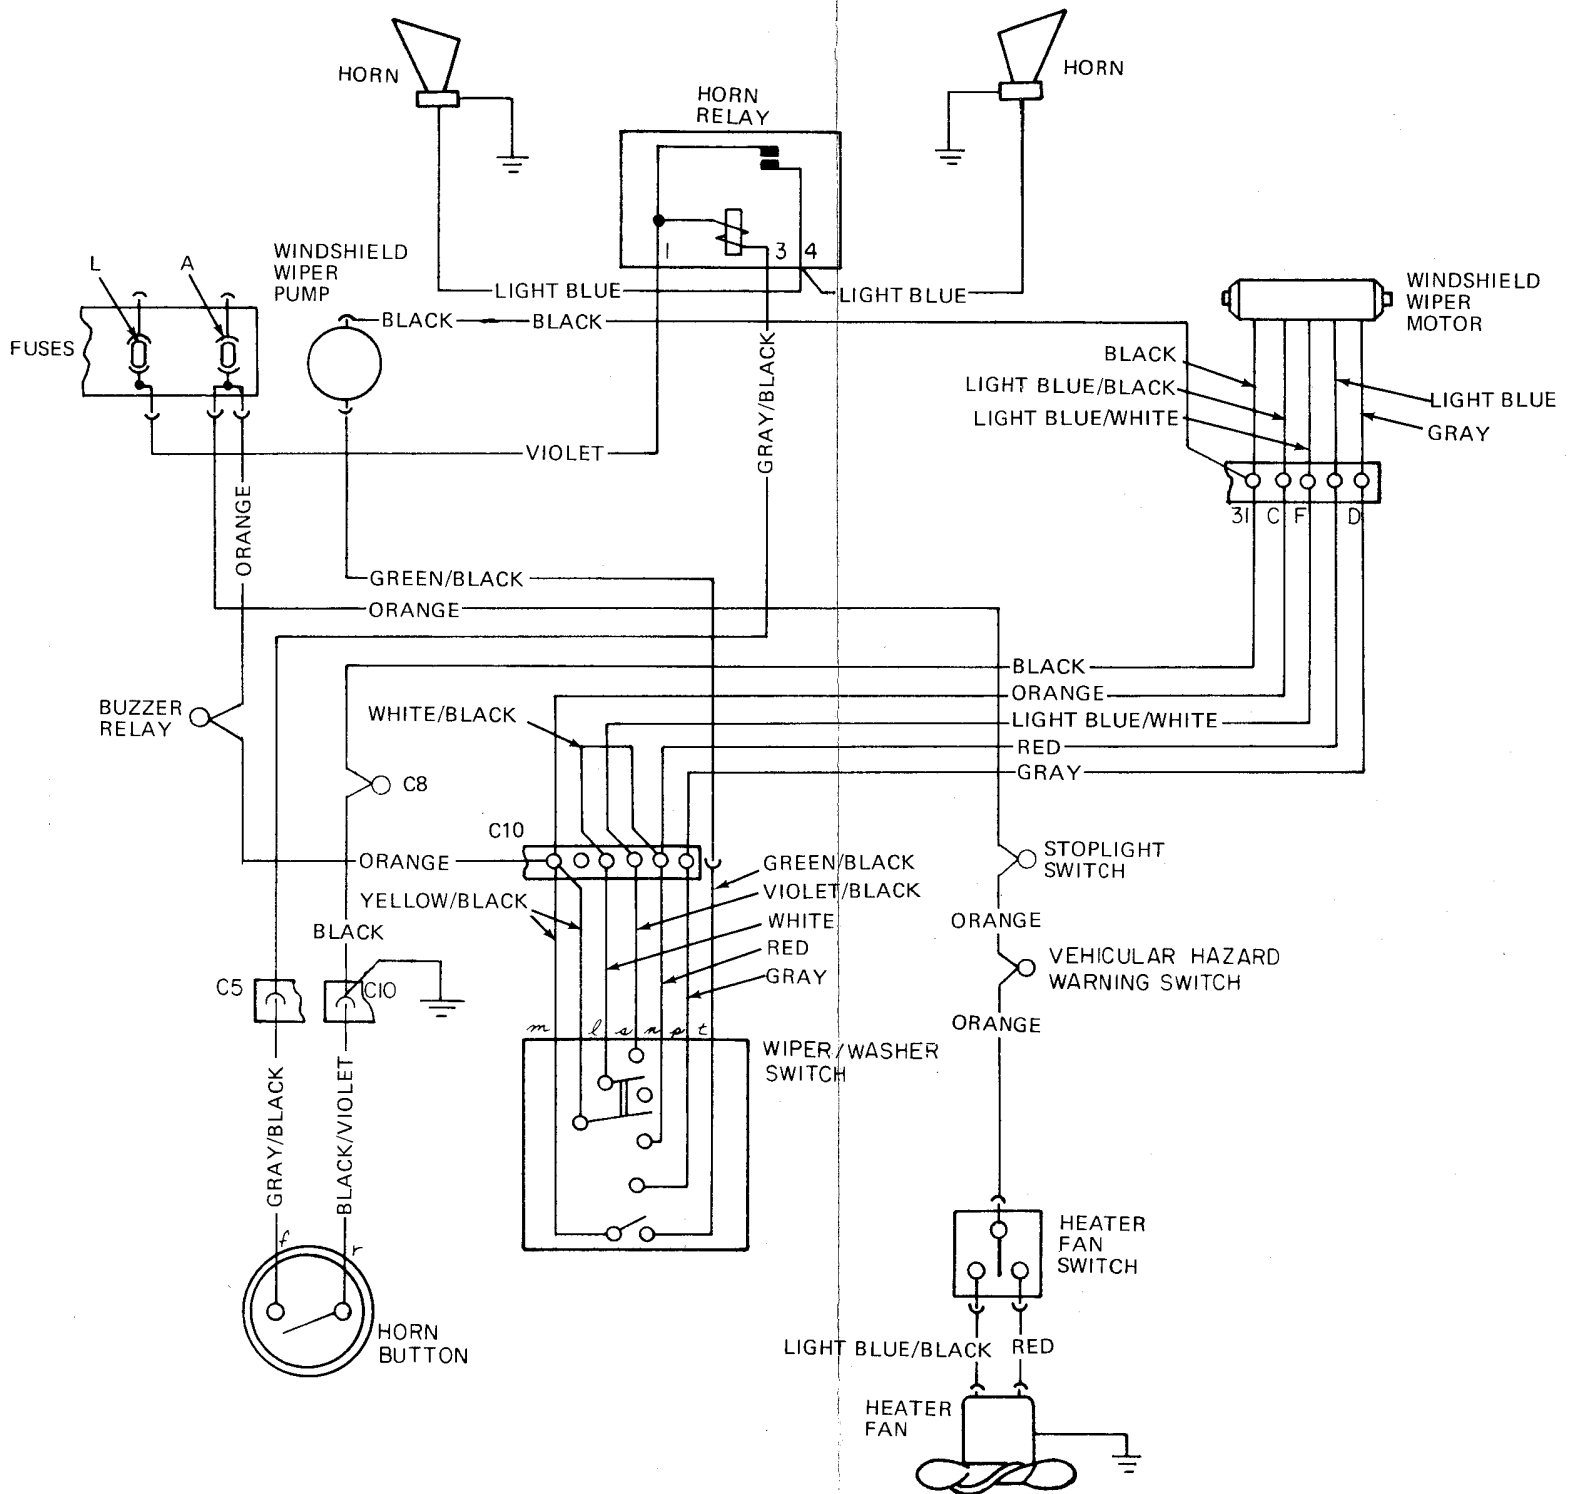 HORN
HORN
RELAY
HORN
1
3
4
L
A
WINDSHIELD
WIPER
PUMP
LIGHT BLUE
LIGHT BLUE
WINDSHIELD
WIPER
MOTOR
FUSES
BLACK
BLACK
BLACK
LIGHT BLUE/BLACK
LIGHT BLUE/WHITE
LIGHT BLUE
GRAY
GRAY/BLACK
VIOLET
ORANGE
31
C
F
D
GREEN/BLACK
ORANGE
BLACK
ORANGE
LIGHT BLUE/WHITE
RED
GRAY
BUZZER
RELAY
WHITE/BLACK
C8
C10
ORANGE
YELLOW/BLACK
GREEN/BLACK
VIOLET/BLACK
WHITE
RED
GRAY
STOPLIGHT
SWITCH
ORANGE
VEHICULAR HAZARD
WARNING SWITCH
ORANGE
BLACK
C5
C10
m
l
s
n
p
t
WIPER/WASHER
SWITCH
GRAY/BLACK
BLACK/VIOLET
f
r
HORN
BUTTON
HEATER
FAN
SWITCH
LIGHT BLUE/BLACK
RED
HEATER
FAN